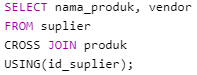 SELECT nama_produk, vendor
FROM suplier
CROSS JOIN produk
USING(id_suplier);